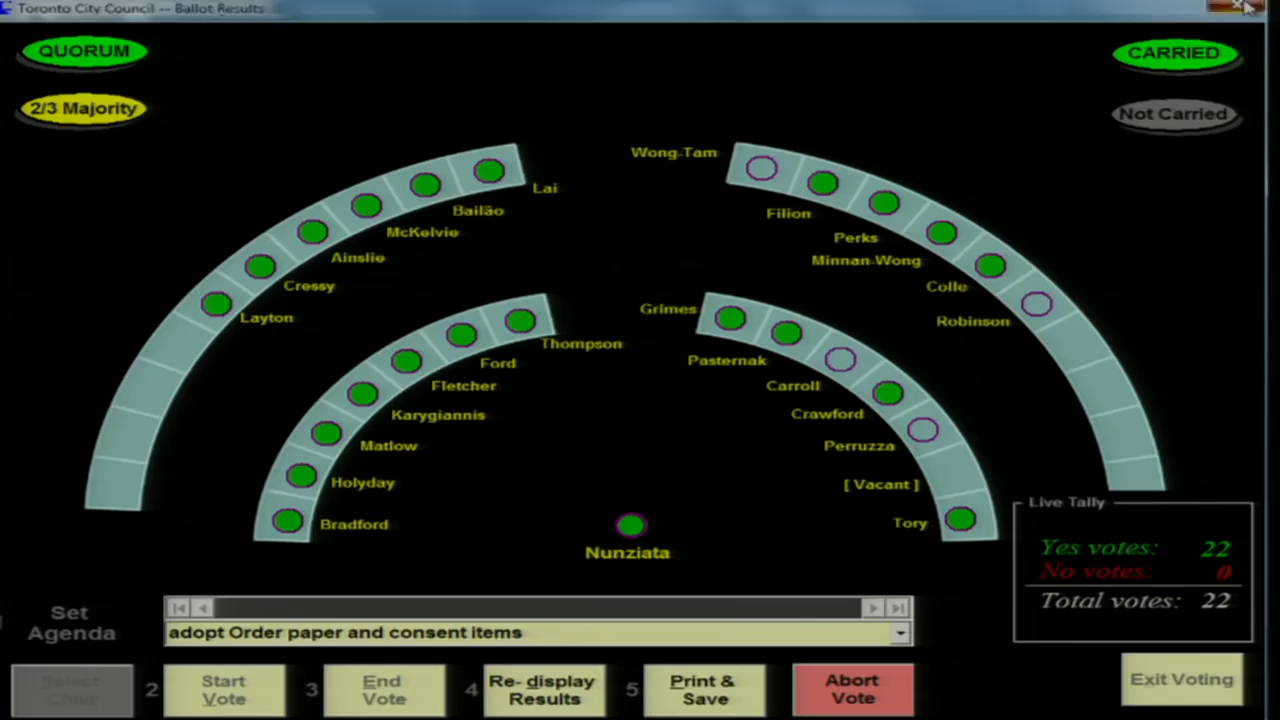 Toronto City Council -- Ballot Results
QUORUM
CARRIED
2/3 Majority
Not Carried
Wong-Tam
Lai
Bailão
Filion
McKelvie
Perks
Ainslie
Minnan-Wong
Cressy
Colle
Layton
Robinson
Grimes
Thompson
Ford
Pasternak
Fletcher
Carroll
Karygiannis
Crawford
Matlow
Perruzza
Holyday
[ Vacant ]
Bradford
Tory
Nunziata
Live Tally
Yes votes: 22
No votes: 0
Total votes: 22
Set
Agenda
adopt Order paper and consent items
Select
Chair
2
Start
Vote
3
End
Vote
4
Re-display
Results
5
Print &
Save
Abort
Vote
Exit Voting